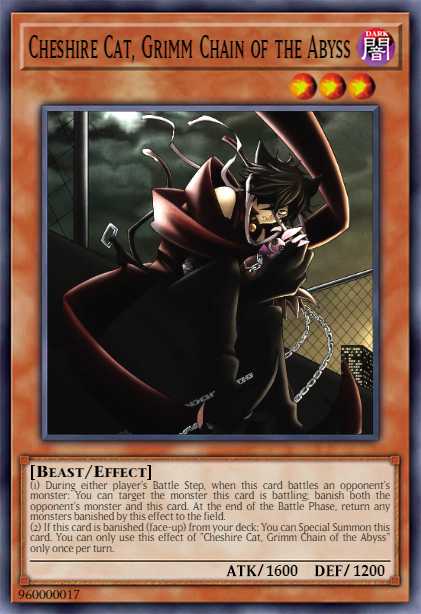 Cheshire Cat, Grimm Chain of the Abyss
DARK
闇
[Beast/Effect]
(1) During either player's Battle Step, when this card battles an opponent's
monster: You can target the monster this card is battling; banish both the
opponent's monster and this card. At the end of the Battle Phase, return any
monsters banished by this effect to the field.
(2) If this card is banished (face-up) from your deck: You can Special Summon this
card. You can only use this effect of "Cheshire Cat, Grimm Chain of the Abyss"
only once per turn.
ATK/1600 DEF/1200
960000017